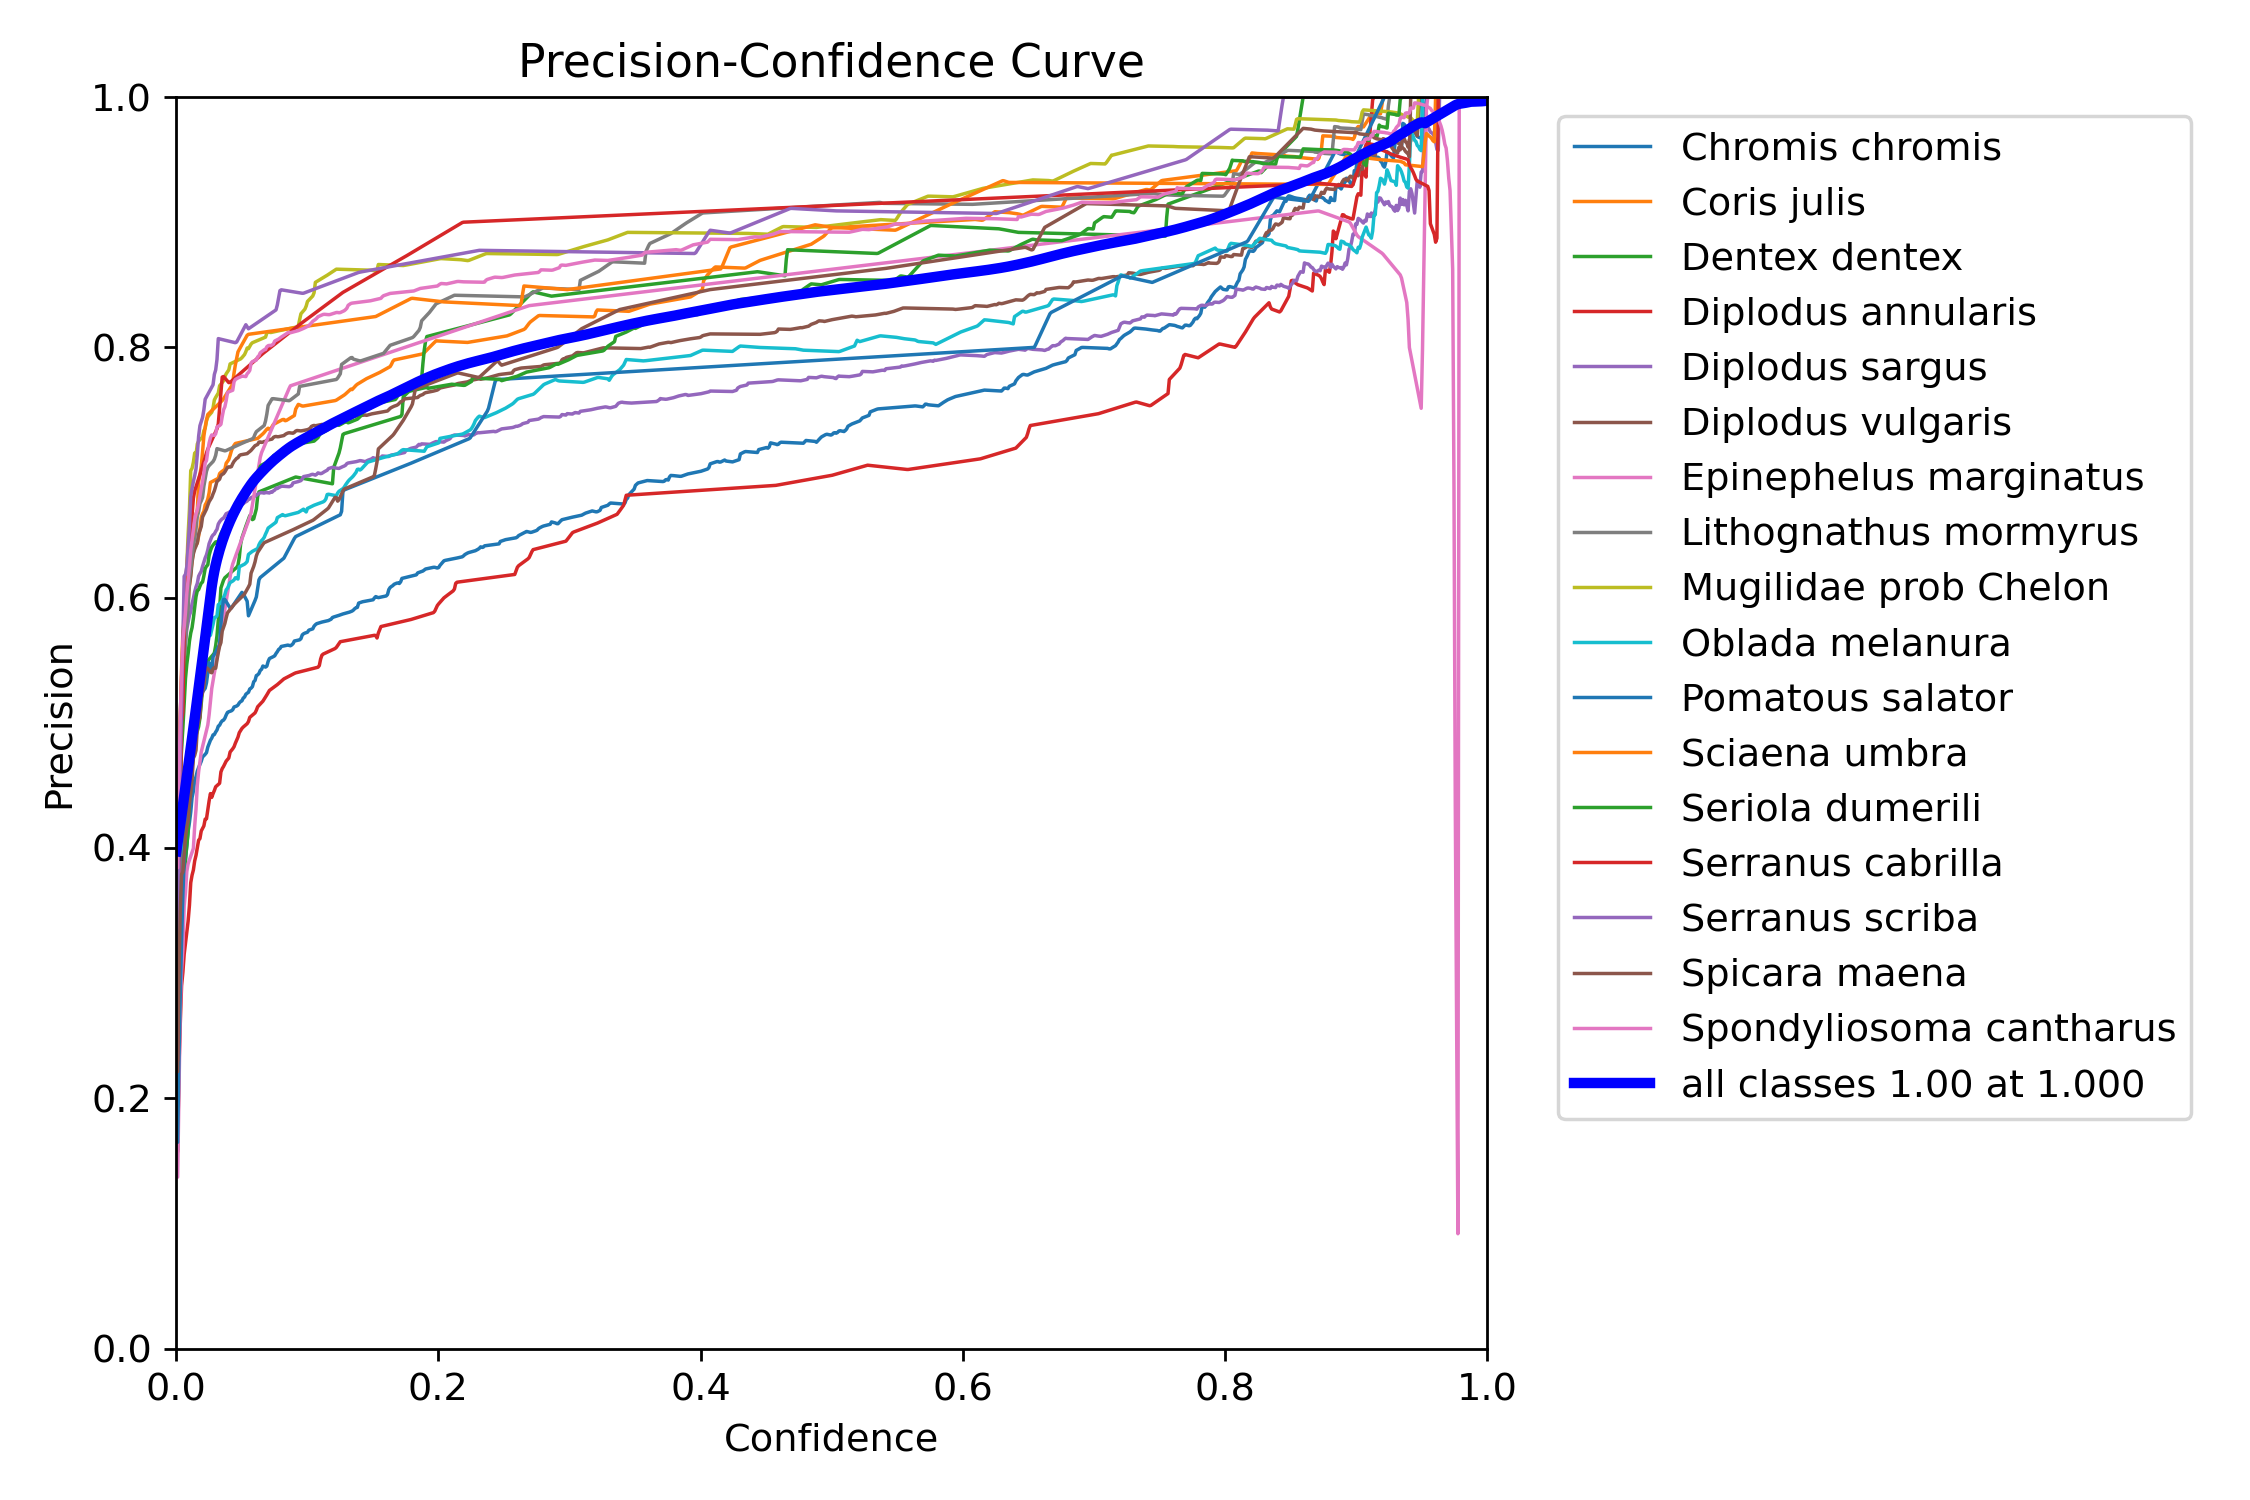 Precision-Confidence Curve
1.0
0.8
0.6
0.4
0.2
0.0
Precision
0.0 0.2 0.4 0.6 0.8 1.0
Confidence
Chromis chromis
Coris julis
Dentex dentex
Diplodus annularis
Diplodus sargus
Diplodus vulgaris
Epinephelus marginatus
Lithognathus mormyrus
Mugilidae prob Chelon
Oblada melanura
Pomatous salator
Sciaena umbra
Seriola dumerili
Serranus cabrilla
Serranus scriba
Spicara maena
Spondyliosoma cantharus
all classes 1.00 at 1.000